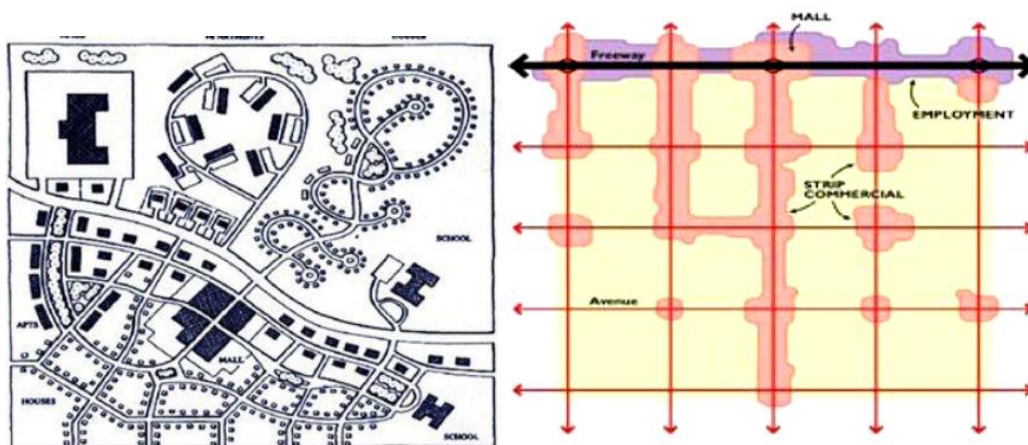 SCHOOL
APTS
MALL
HOUSES
SCHOOL
MALL
Freeway
EMPLOYMENT
STRIP
COMMERCIAL
Avenue